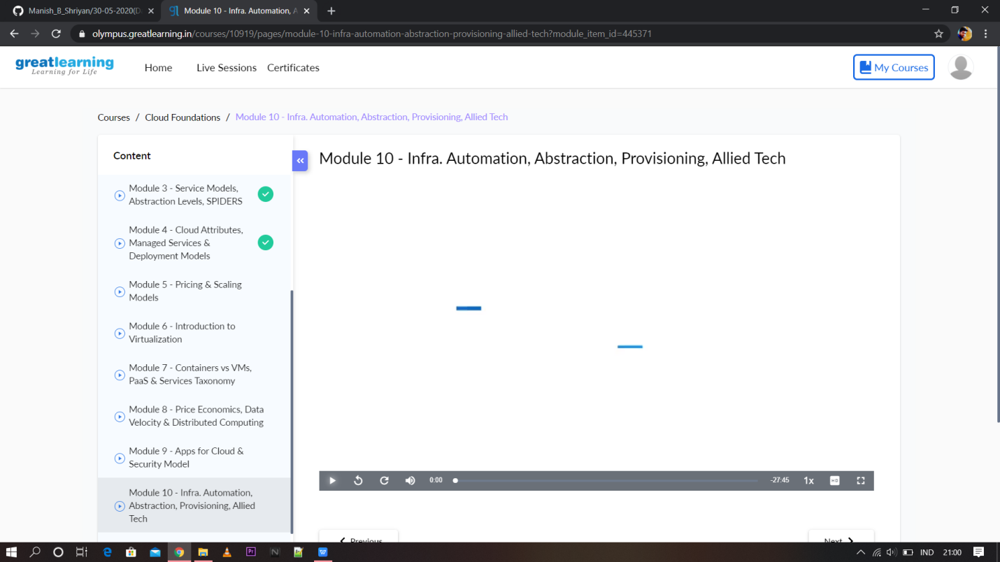 Manish_B_Shriyan/30-05-2020(D
Module 10 - Infra. Automation, A
olympus.greatlearning.in/courses/10919/pages/module-10-infra-automation-abstraction-provisioning-allied-tech?module_item_id=445371
greatlearning
Learning for Life
Home
Live Sessions
Certificates
My Courses
Courses / Cloud Foundations / Module 10 - Infra. Automation, Abstraction, Provisioning, Allied Tech
Content
Module 3 - Service Models,
Abstraction Levels, SPIDERS
Module 4 - Cloud Attributes,
Managed Services &
Deployment Models
Module 5 - Pricing & Scaling
Models
Module 6 - Introduction to
Virtualization
Module 7 - Containers vs VMs,
PaaS & Services Taxonomy
Module 8 - Price Economics, Data
Velocity & Distributed Computing
Module 9 - Apps for Cloud &
Security Model
Module 10 - Infra. Automation,
Abstraction, Provisioning, Allied
Tech
Module 10 - Infra. Automation, Abstraction, Provisioning, Allied Tech
0:00
-27:45
1x
HD
Previous
Next
IND
21:00